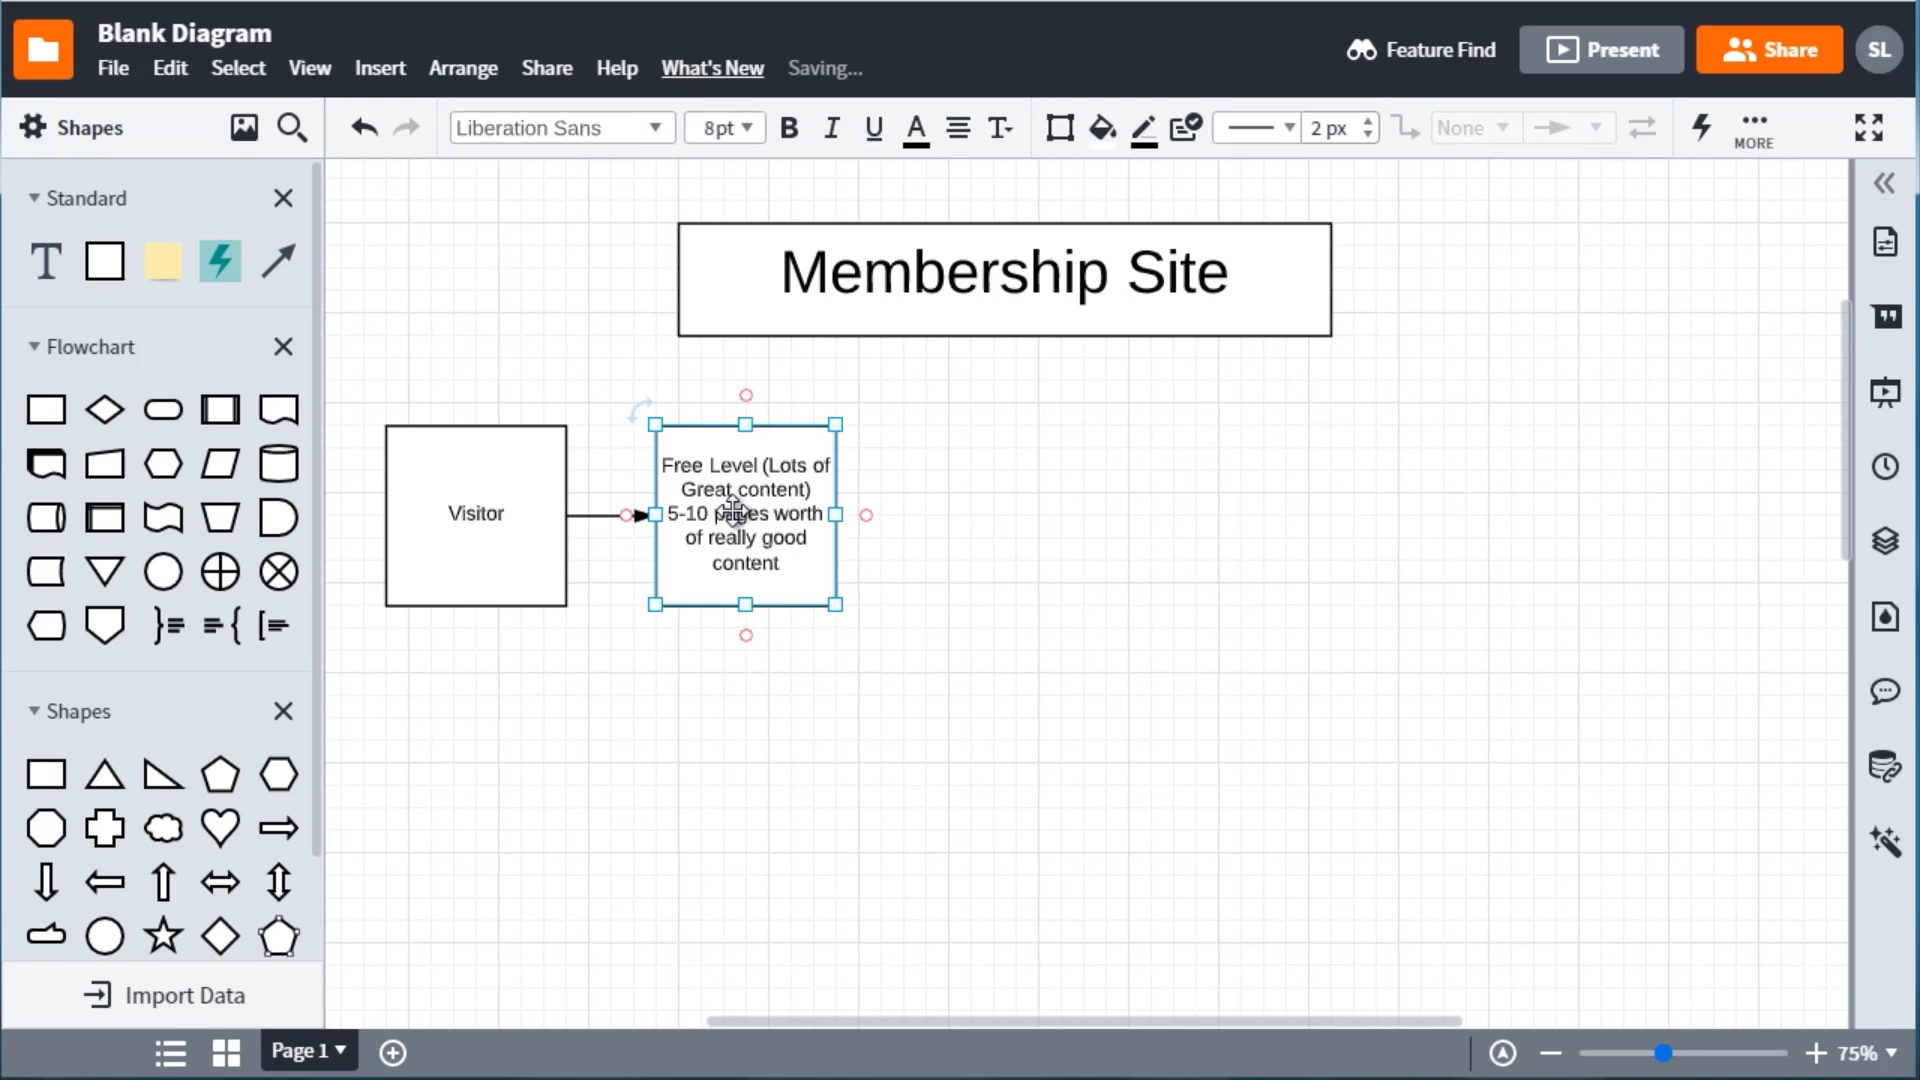 Blank Diagram
File Edit Select View Insert Arrange Share Help What's New Saving...
Feature Find Present Share SL
Shapes
Liberation Sans 8pt B I U A T 2 px None MORE
Standard
T
Flowchart
Shapes
Import Data
Membership Site
Visitor
Free Level (Lots of
Great content)
5-10 pages worth
of really good
content
Page 1
75%